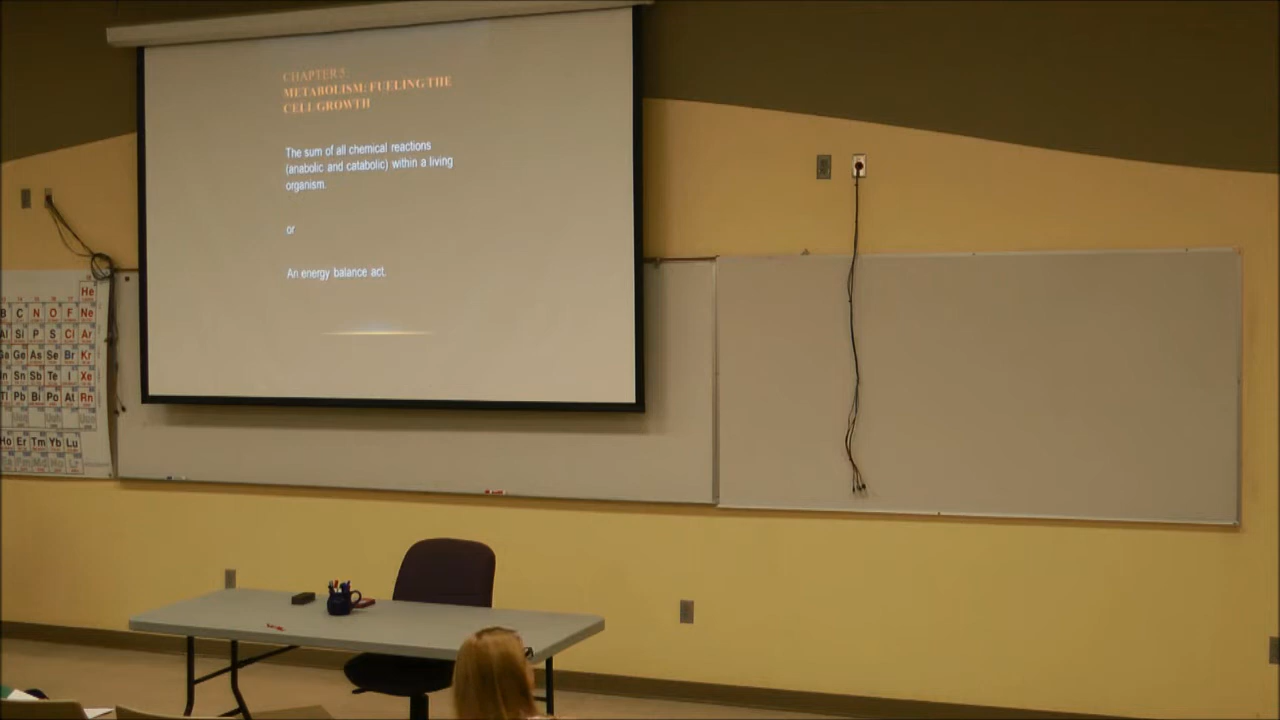 CHAPTER 5:
METABOLISM: FUELING THE
CELL GROWTH
The sum of all chemical reactions
(anabolic and catabolic) within a living
organism.
or
An energy balance act.
He
B C N O F Ne
Al Si P S Cl Ar
Ga Ge As Se Br Kr
In Sn Sb Te I Xe
Tl Pb Bi Po At Rn
Ho Er Tm Yb Lu